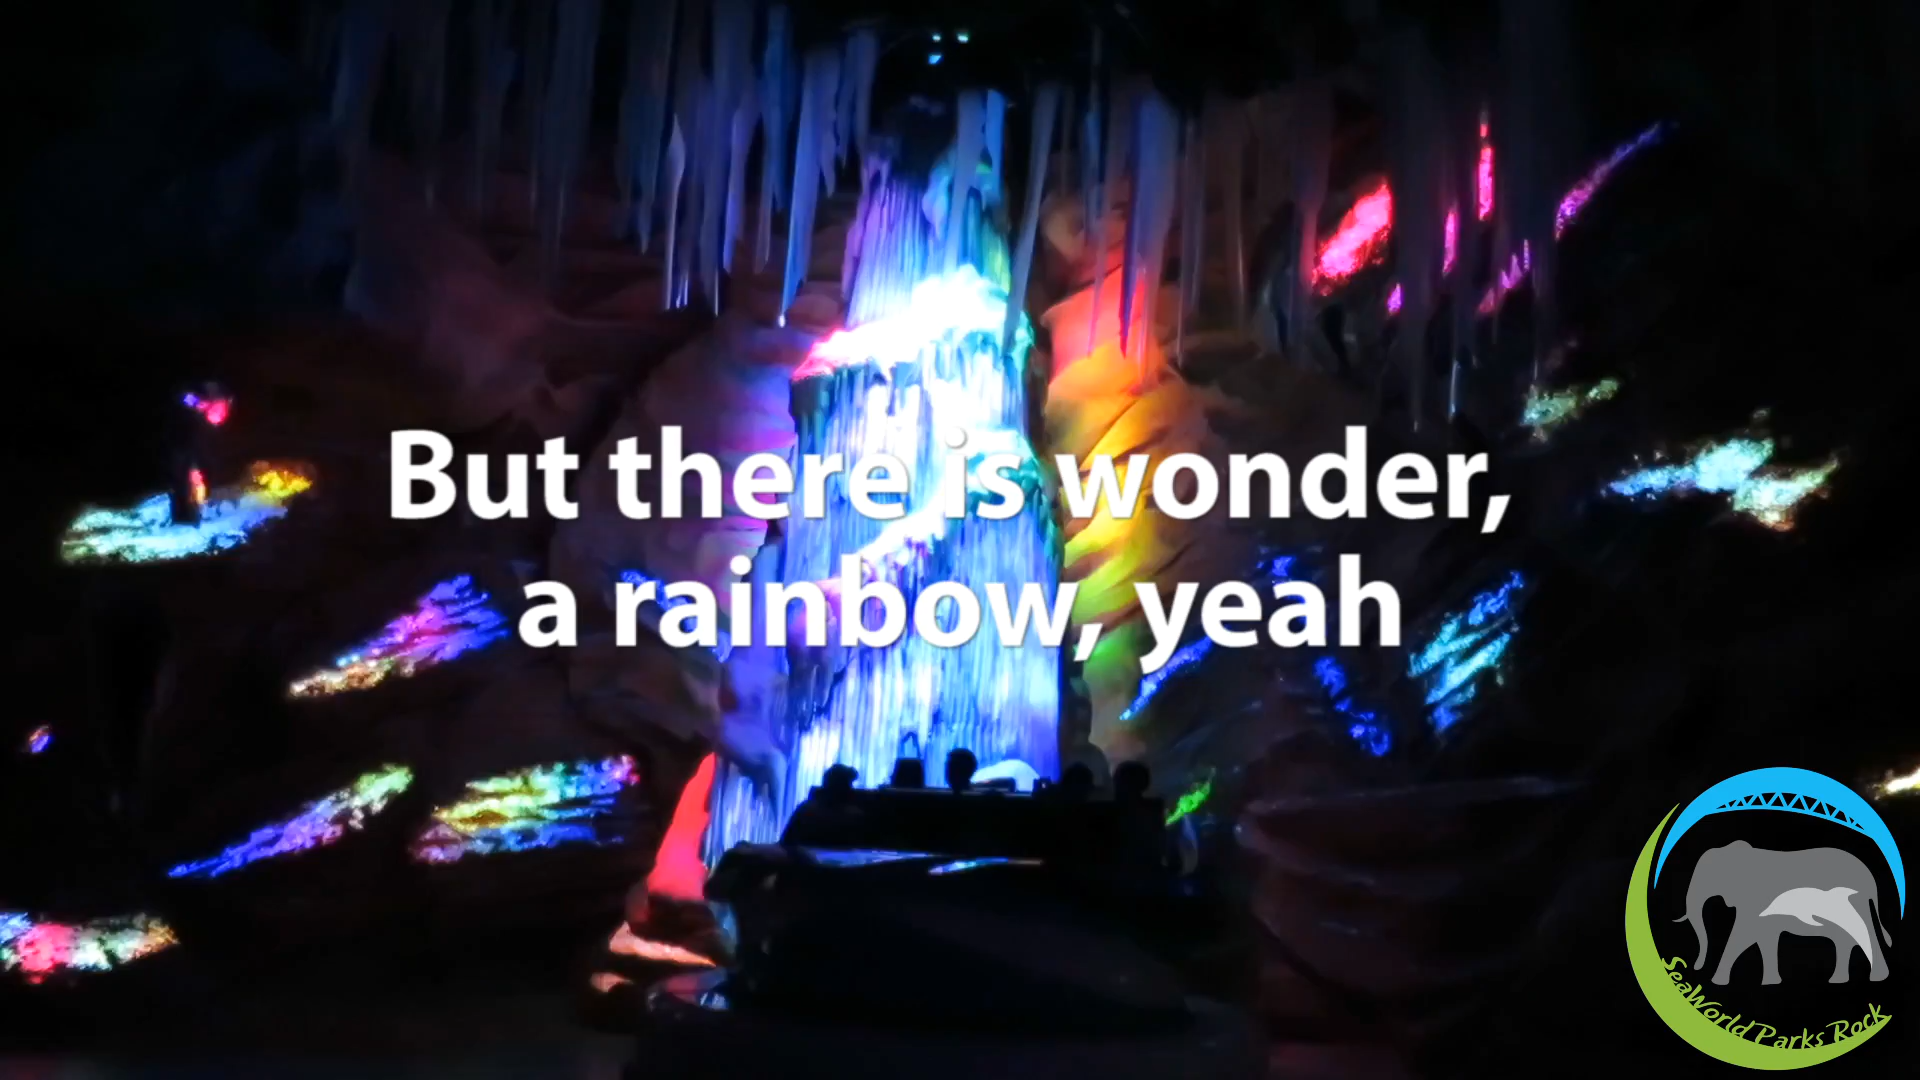 But there is wonder,
a rainbow, yeah
SeaWorld Parks Rock